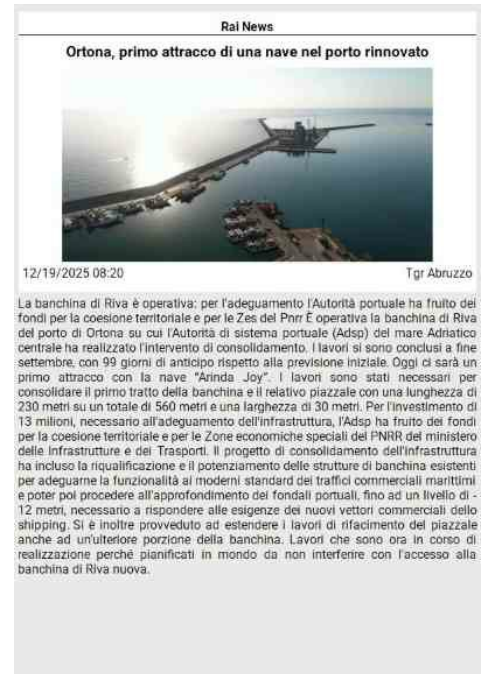 Rai News
Ortona, primo attracco di una nave nel porto rinnovato
12/19/2025 08:20
Tgr Abruzzo
La banchina di Riva è operativa: per l'adeguamento l'Autorità portuale ha fruito dei
fondi per la coesione territoriale e per le Zes del Pnrr È operativa la banchina di Riva
del porto di Ortona su cui l'Autorità di sistema portuale (Adsp) del mare Adriatico
centrale ha realizzato l'intervento di consolidamento. I lavori si sono conclusi a fine
settembre, con 99 giorni di anticipo rispetto alla previsione iniziale. Oggi ci sarà un
primo attracco con la nave "Arinda Joy". I lavori sono stati necessari per
consolidare il primo tratto della banchina e il relativo piazzale con una lunghezza di
230 metri su un totale di 560 metri e una larghezza di 30 metri. Per l'investimento di
13 milioni, necessario all'adeguamento dell'infrastruttura, l'Adsp ha fruito dei fondi
per la coesione territoriale e per le Zone economiche speciali del PNRR del ministero
delle Infrastrutture e dei Trasporti. Il progetto di consolidamento dell'infrastruttura
ha incluso la riqualificazione e il potenziamento delle strutture di banchina esistenti
per adeguarne la funzionalità ai moderni standard dei traffici commerciali marittimi
e poter poi procedere all'approfondimento dei fondali portuali, fino ad un livello di -
12 metri, necessario a rispondere alle esigenze dei nuovi vettori commerciali dello
shipping. Si è inoltre provveduto ad estendere i lavori di rifacimento del piazzale
anche ad un'ulteriore porzione della banchina. Lavori che sono ora in corso di
realizzazione perché pianificati in mondo da non interferire con l'accesso alla
banchina di Riva nuova.